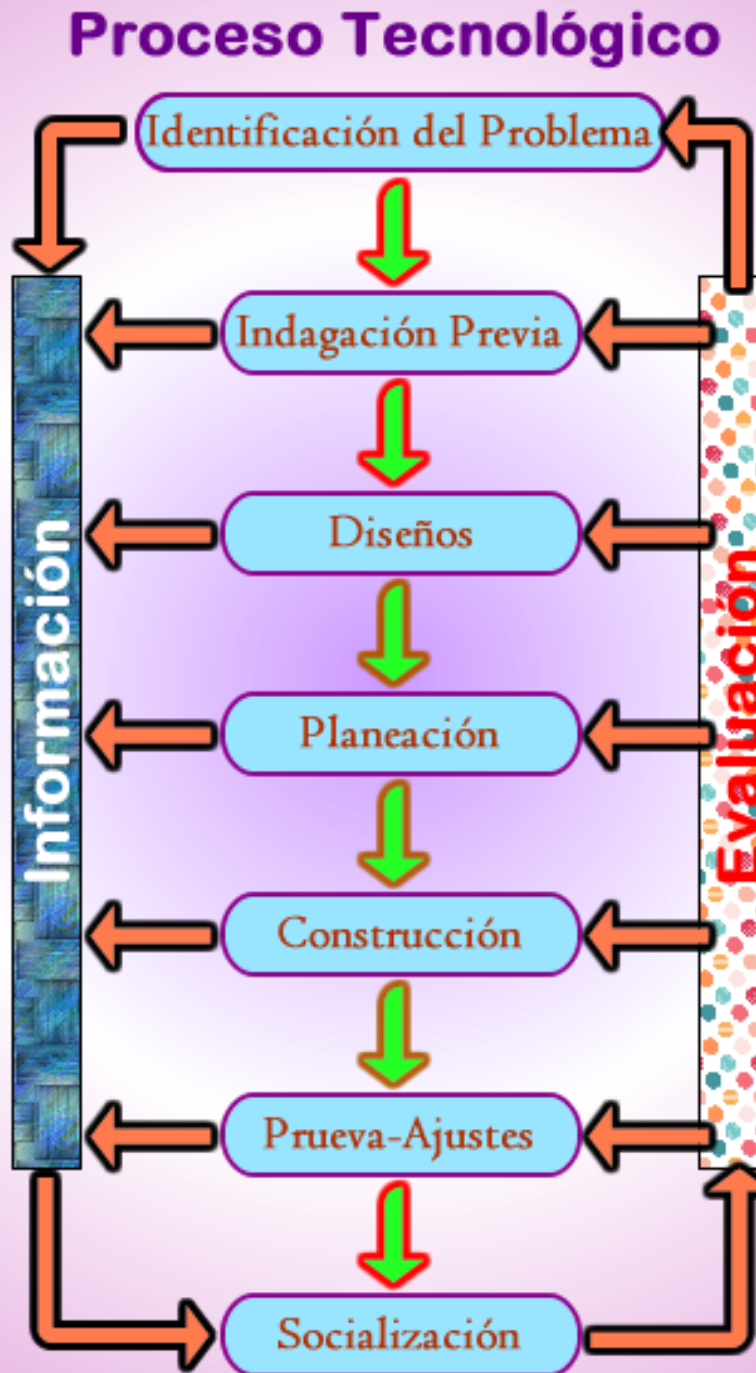 Proceso Tecnológico
Identificación del Problema
Indagación Previa
Diseños
Planeación
Construcción
Prueva-Ajustes
Socialización
Información
Evaluación